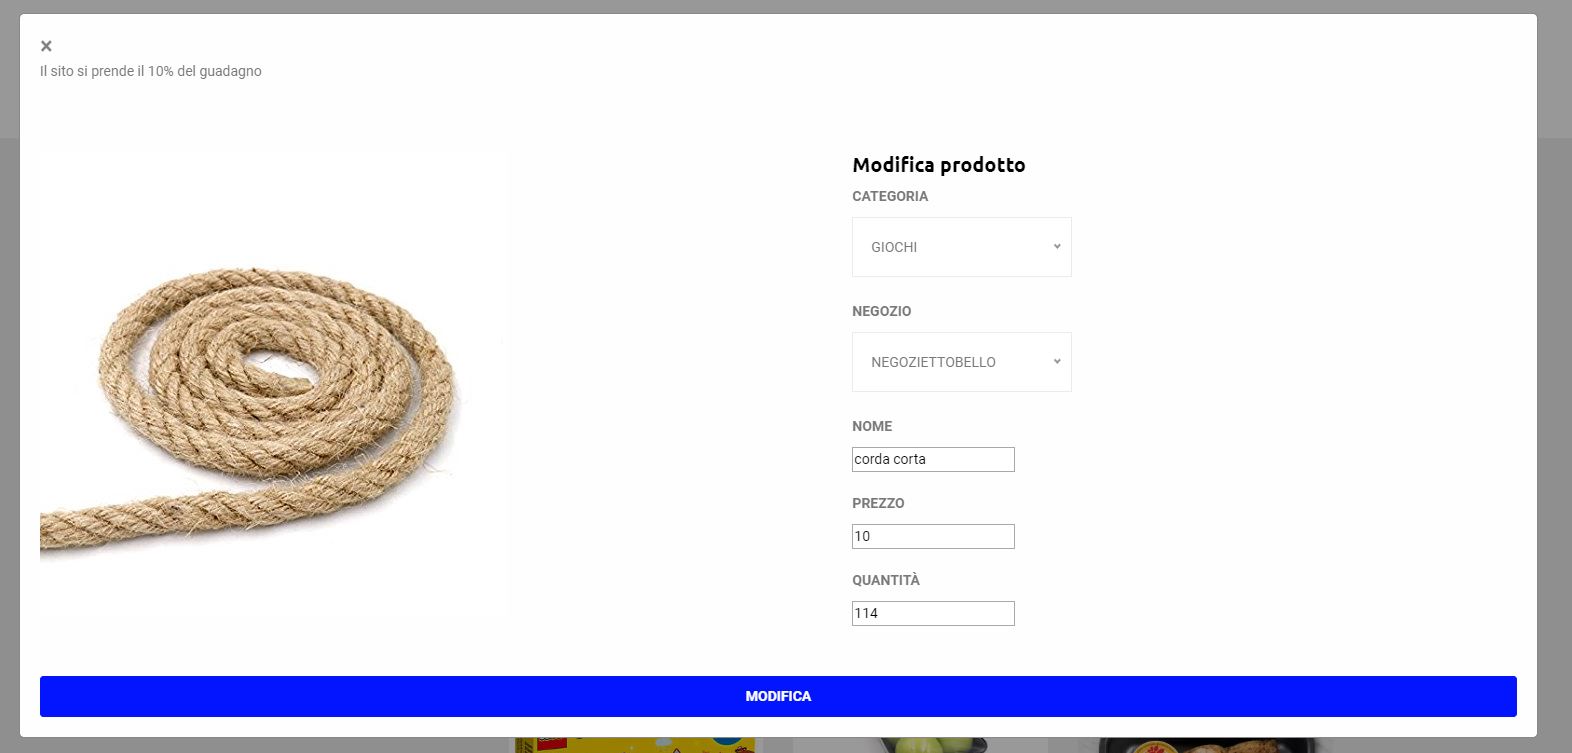 ×
Il sito si prende il 10% del guadagno
Modifica prodotto
CATEGORIA
GIOCHI
NEGOZIO
NEGOZIETTOBELLO
NOME
corda corta
PREZZO
10
QUANTITÀ
114
MODIFICA